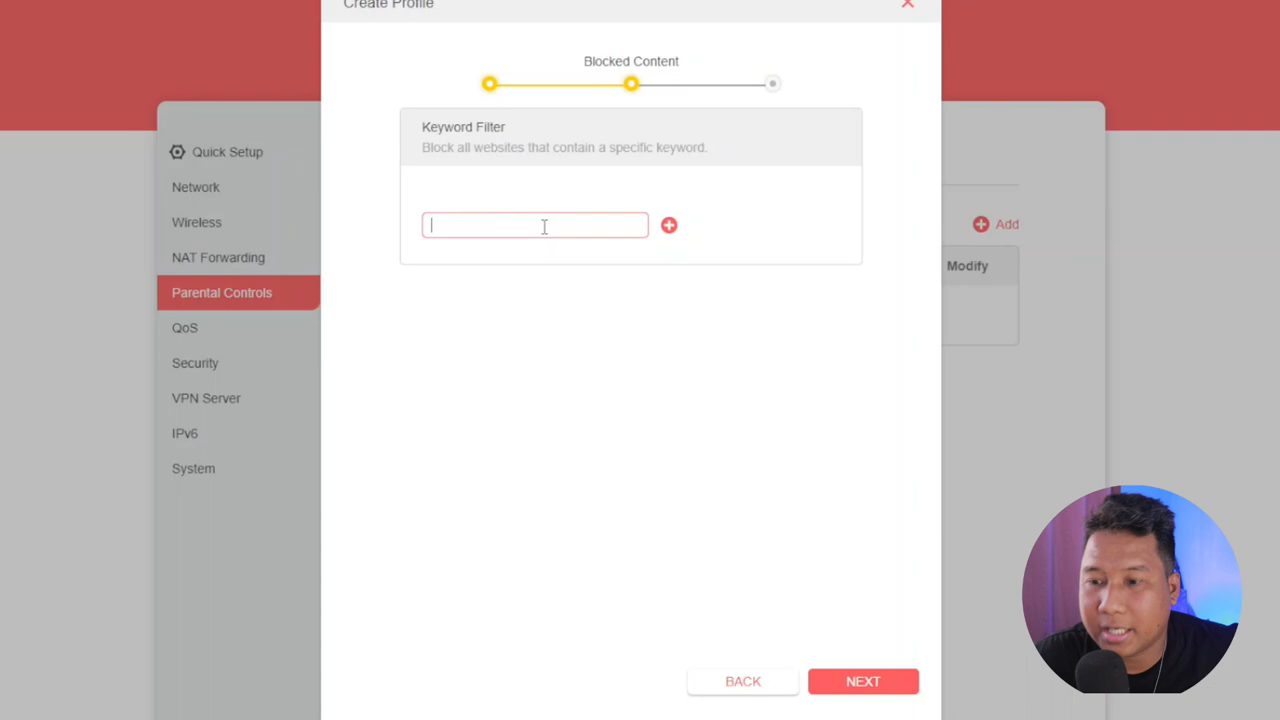 Create Profile
Blocked Content
Keyword Filter
Block all websites that contain a specific keyword.
Quick Setup
Network
Wireless
NAT Forwarding
Parental Controls
QoS
Security
VPN Server
IPv6
System
Add
Modify
BACK
NEXT